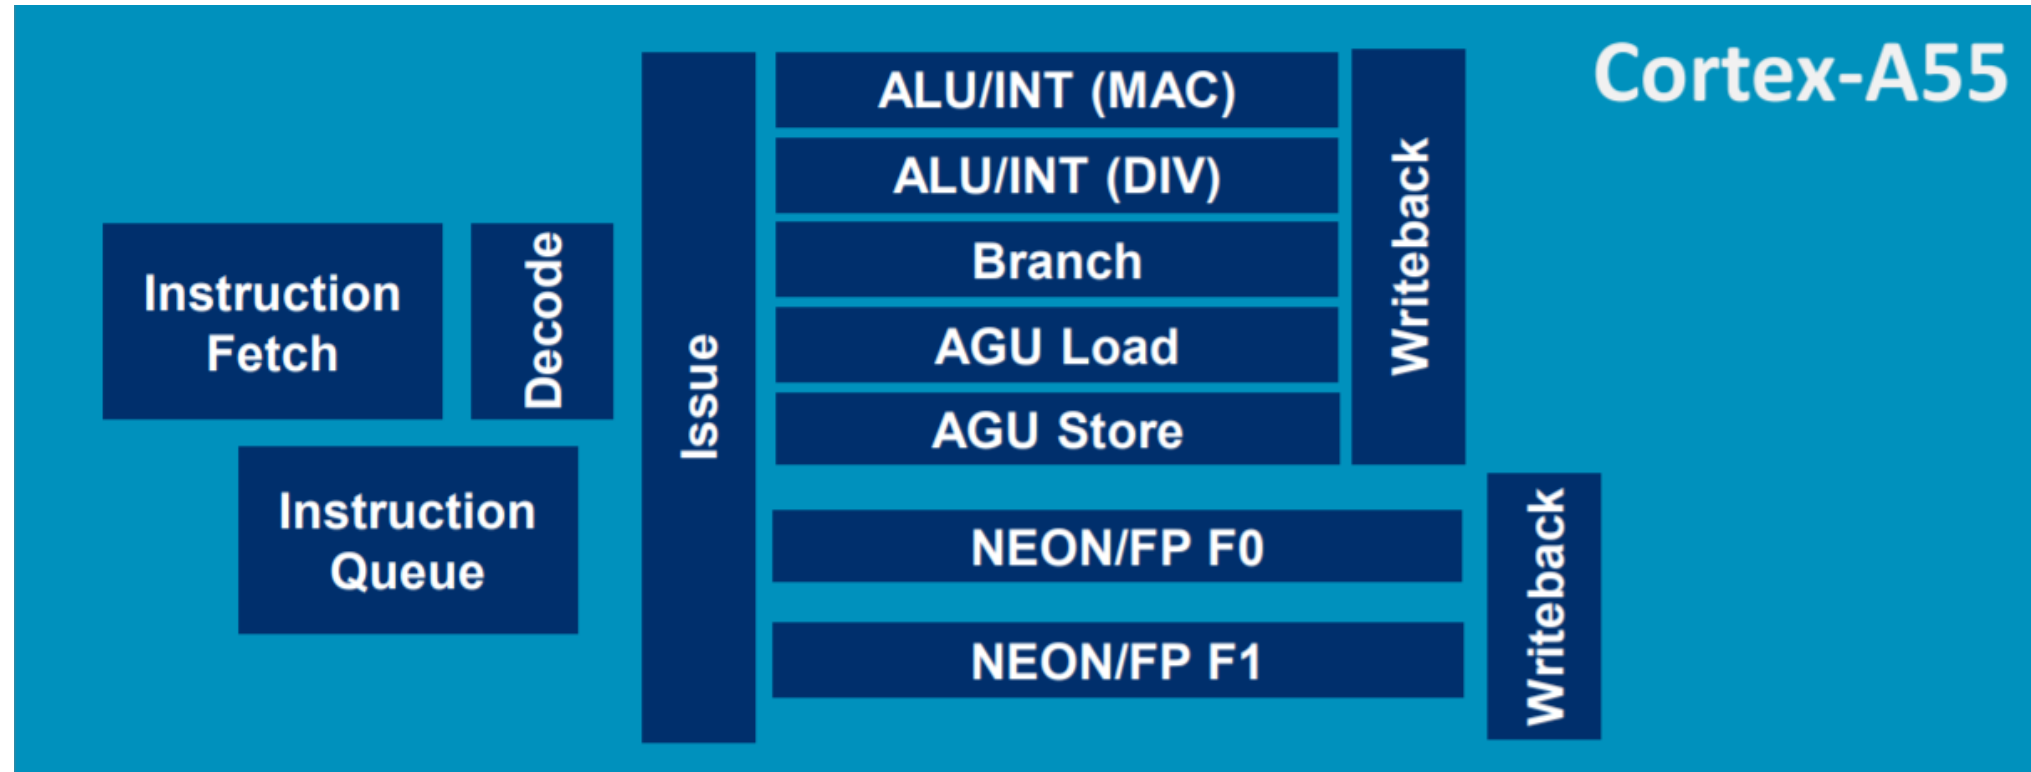 Cortex-A55
Instruction
Fetch
Decode
Instruction
Queue
Issue
ALU/INT (MAC)
ALU/INT (DIV)
Branch
AGU Load
AGU Store
Writeback
NEON/FP F0
NEON/FP F1
Writeback